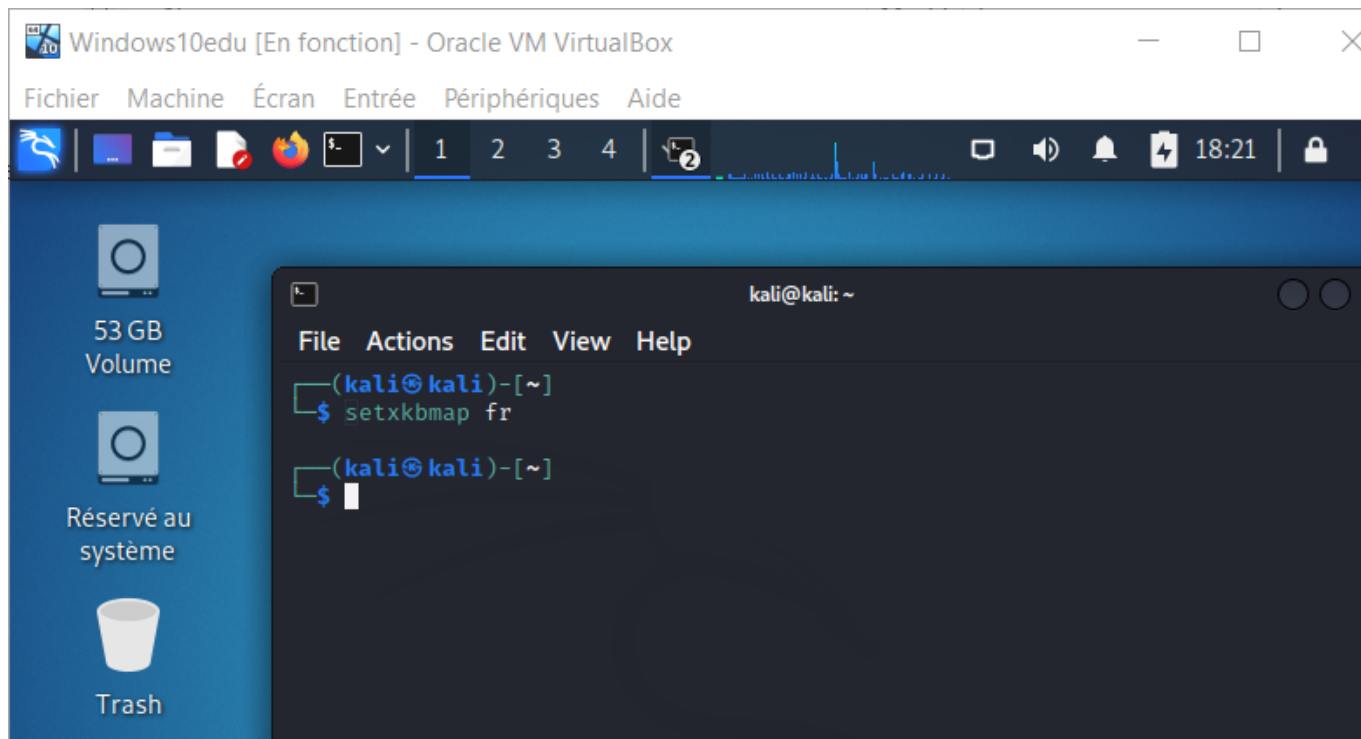 Windows10edu [En fonction] - Oracle VM VirtualBox
Fichier Machine Écran Entrée Périphériques Aide
1 2 3 4 2 18:21
53 GB
Volume
kali@kali: ~
File Actions Edit View Help
┌──(kali㉿kali)-[~]
└─$ setxkbmap fr
┌──(kali㉿kali)-[~]
└─$
Réservé au
système
Trash